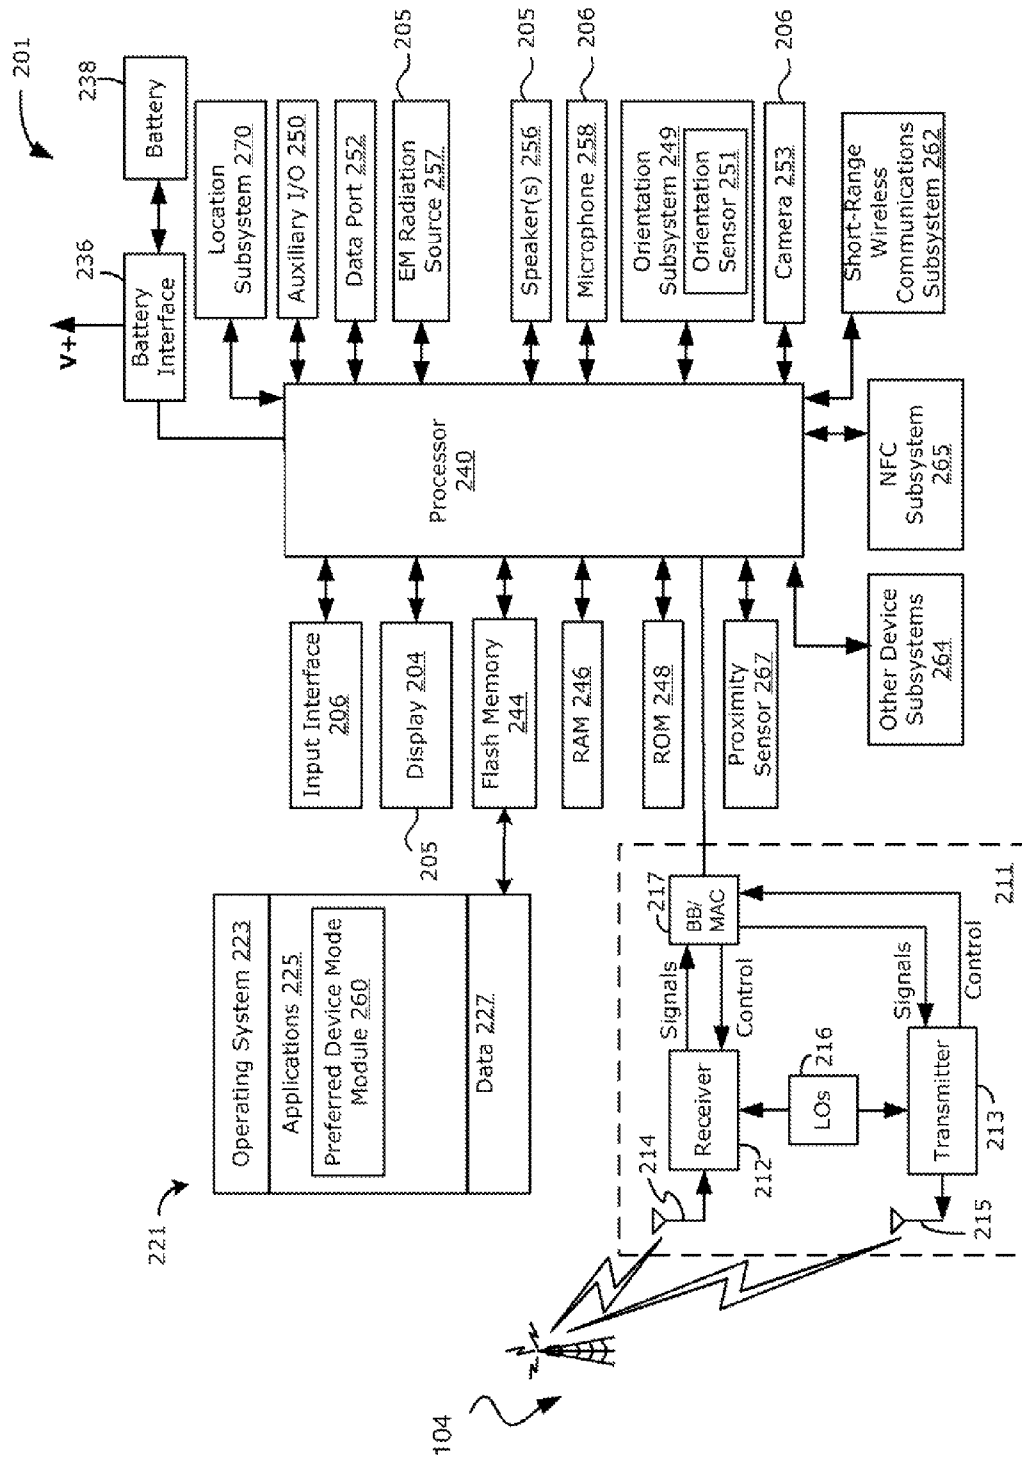 201
V+
236
238
Battery
Interface
Battery
Location
Subsystem 270
Auxiliary I/O 250
Data Port 252
EM Radiation
Source 257
205
Speaker(s) 256
205
Microphone 258
206
Orientation
Subsystem 249
Orientation
Sensor 251
Camera 253
206
Short-Range
Wireless
Communications
Subsystem 262
Processor
240
NFC
Subsystem
265
Other Device
Subsystems
264
Input Interface
206
Display 204
205
Flash Memory
244
RAM 246
ROM 248
Proximity
Sensor 267
221
Operating System 223
Applications 225
Preferred Device Mode
Module 260
Data 227
211
217
BB/
MAC
Signals
Control
Signals
Control
Receiver
212
214
LOs
216
Transmitter
213
215
104